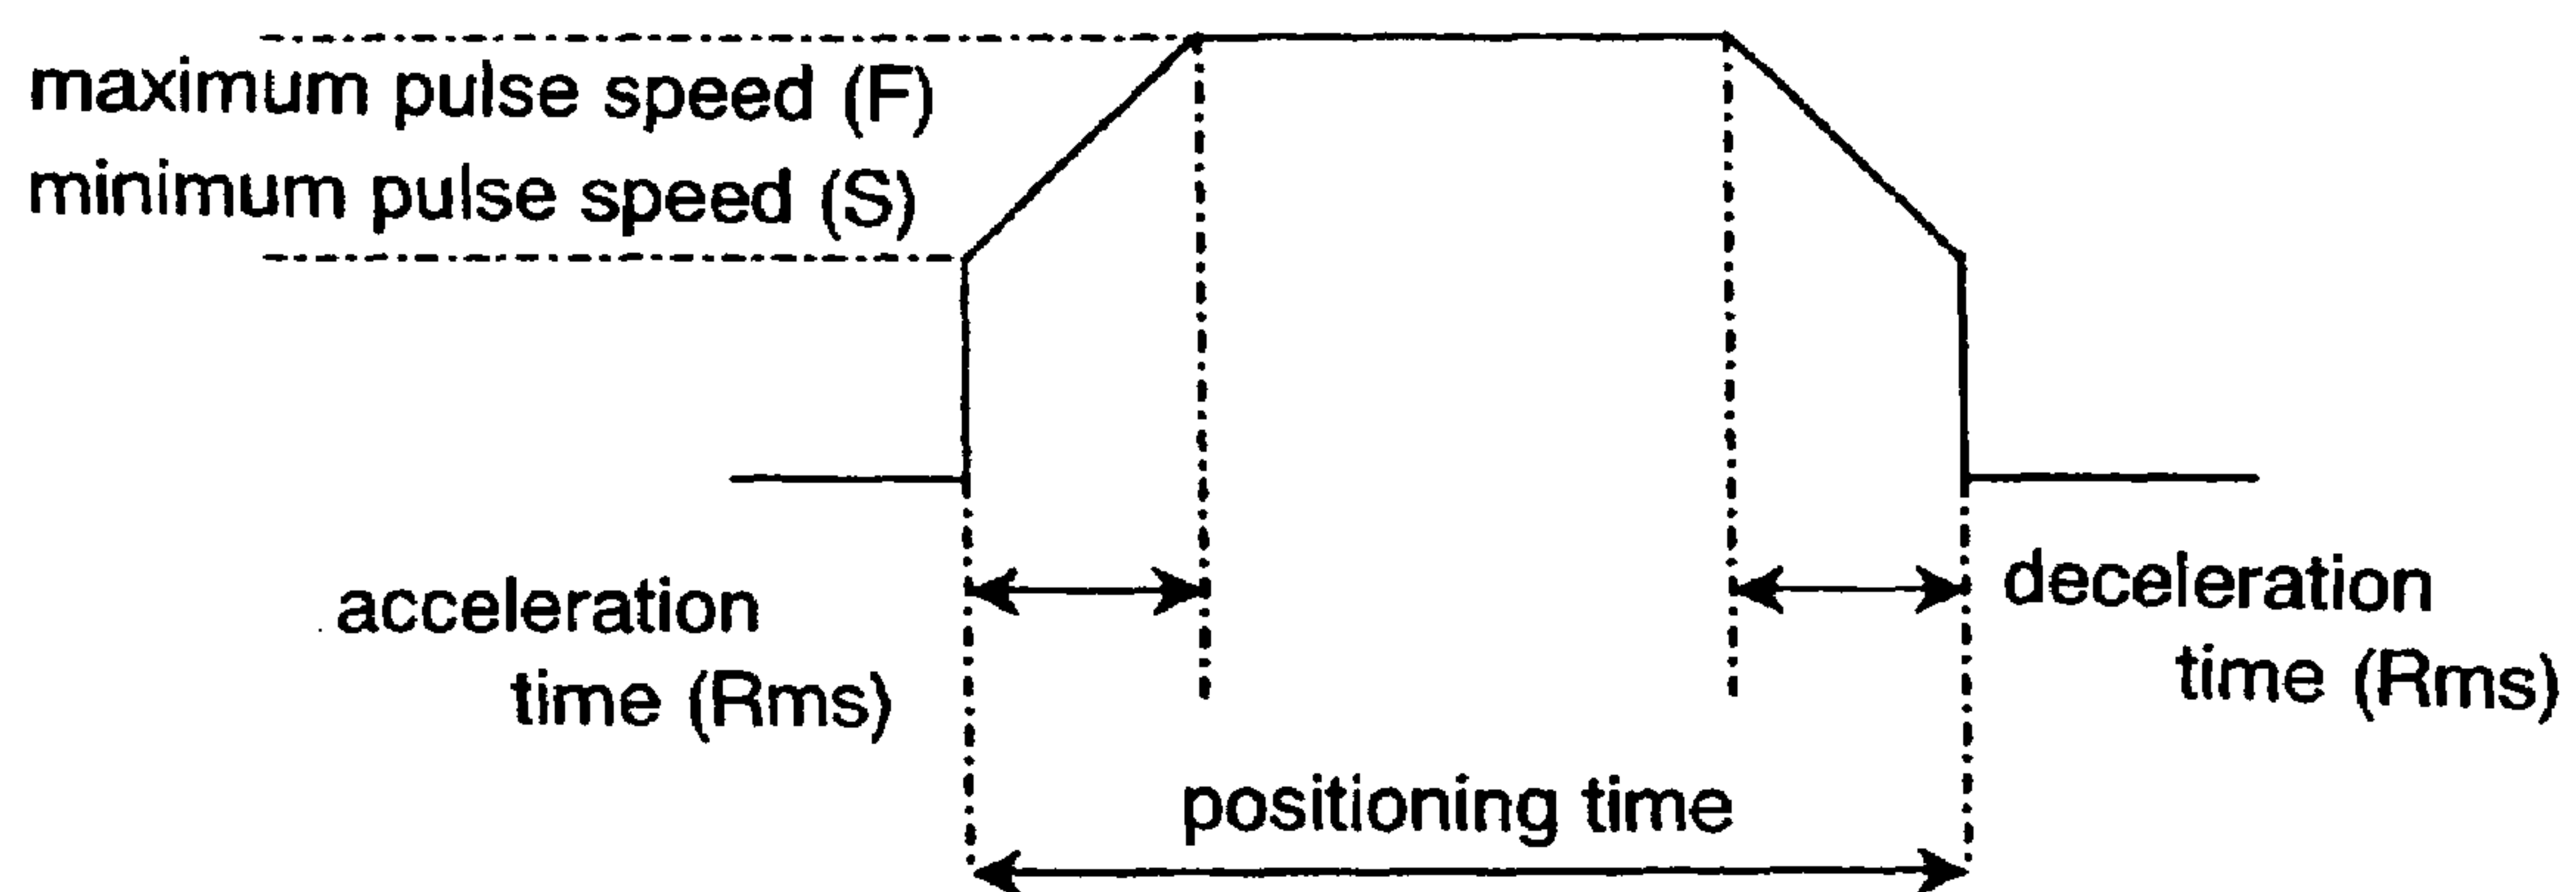 maximum pulse speed (F)
minimum pulse speed (S)
acceleration
time (Rms)
deceleration
time (Rms)
positioning time